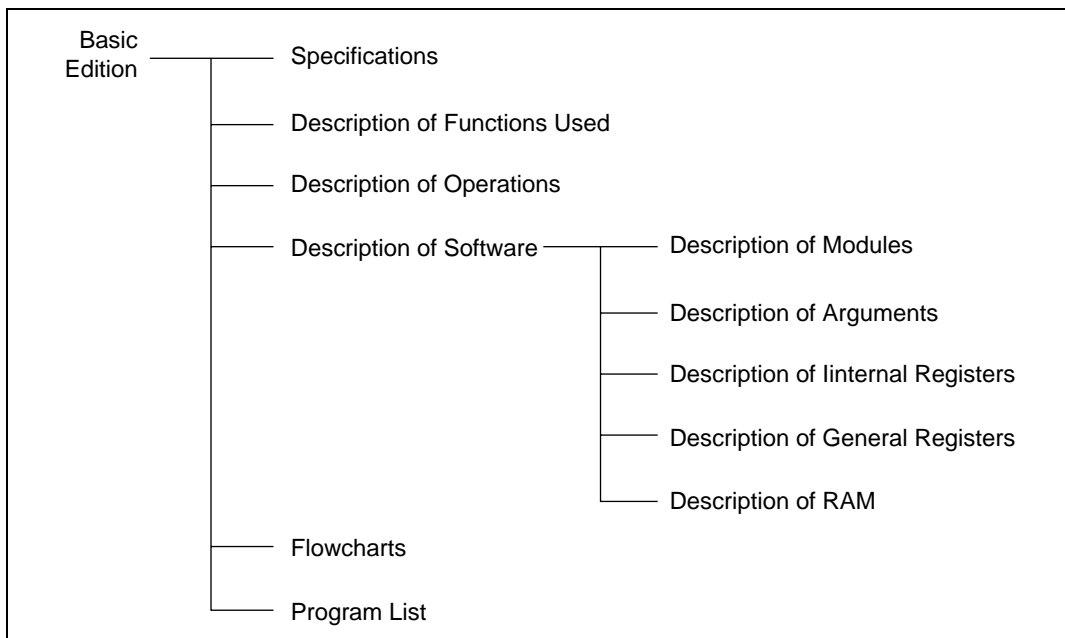 Basic
Edition
Specifications
Description of Functions Used
Description of Operations
Description of Software
Description of Modules
Description of Arguments
Description of Iinternal Registers
Description of General Registers
Description of RAM
Flowcharts
Program List